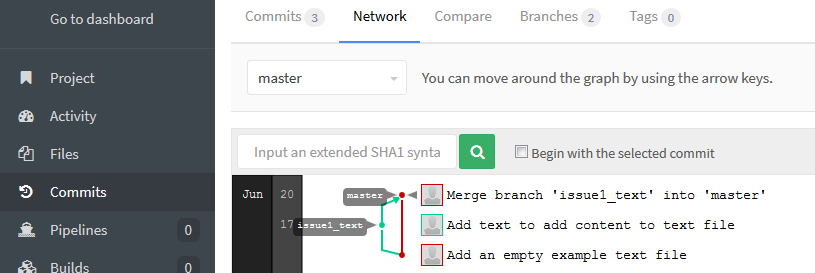 Go to dashboard
Commits 3 Network Compare Branches 2 Tags 0
Project
master You can move around the graph by using the arrow keys.
Activity
Files
Input an extended SHA1 synta Begin with the selected commit
Commits
Jun 20 master Merge branch 'issue1_text' into 'master'
Pipelines 0
17 issue1_text Add text to add content to text file
Add an empty example text file
Builds 0